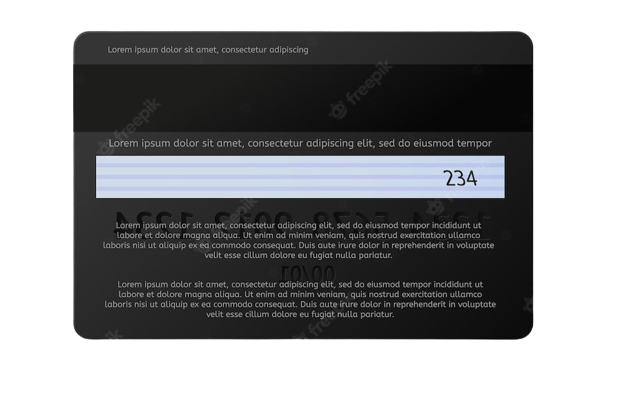 Lorem ipsum dolor sit amet, consectetur adipiscing
Lorem ipsum dolor sit amet, consectetur adipiscing elit, sed do eiusmod tempor
234
Lorem ipsum dolor sit amet, consectetur adipiscing elit, sed do eiusmod tempor incididunt ut
labore et dolore magna aliqua. Ut enim ad minim veniam, quis nostrud exercitation ullamco
laboris nisi ut aliquip ex ea commodo consequat. Duis aute irure dolor in reprehenderit in voluptate
velit esse cillum dolore eu fugiat nulla pariatur.
Lorem ipsum dolor sit amet, consectetur adipiscing elit, sed do eiusmod tempor incididunt ut
labore et dolore magna aliqua. Ut enim ad minim veniam, quis nostrud exercitation ullamco
laboris nisi ut aliquip ex ea commodo consequat. Duis aute irure dolor in reprehenderit in voluptate
velit esse cillum dolore eu fugiat nulla pariatur.
freepik
freepik